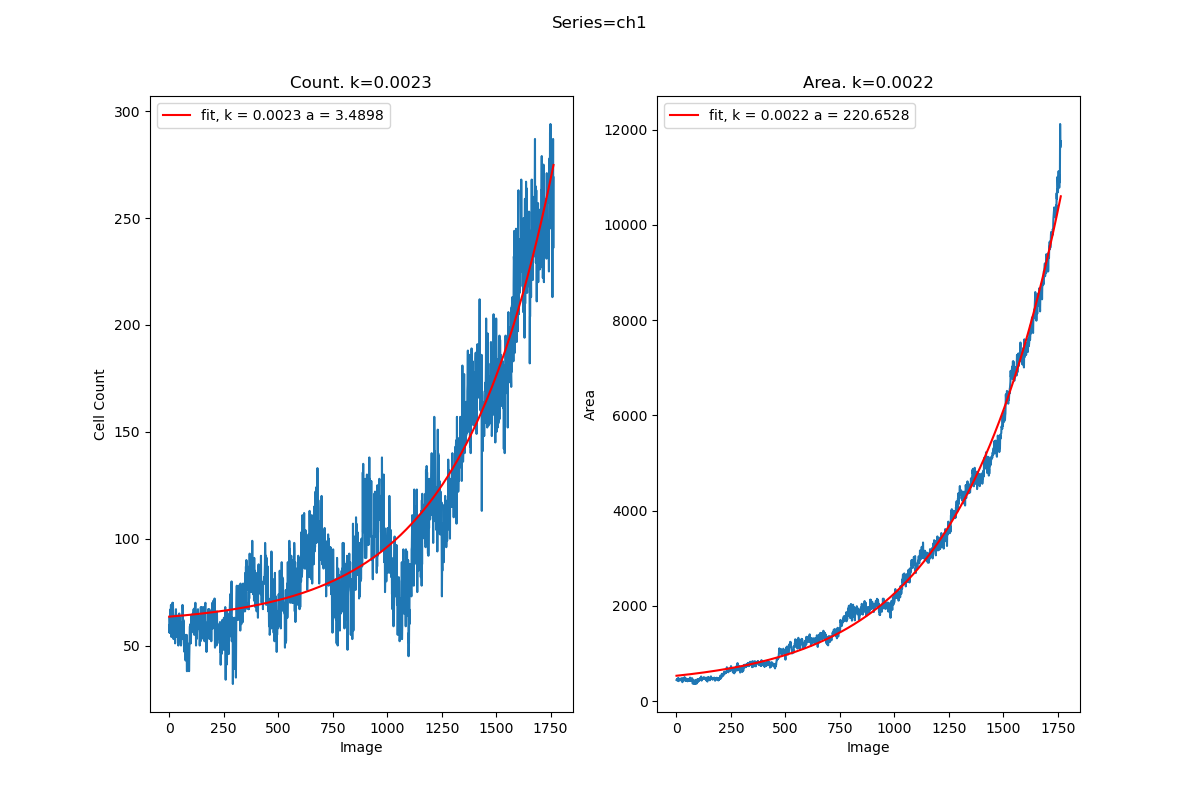 Series=ch1
Count. k=0.0023
fit, k = 0.0023 a = 3.4898
300
250
200
150
100
50
Cell Count
0 250 500 750 1000 1250 1500 1750
Image
Area. k=0.0022
fit, k = 0.0022 a = 220.6528
12000
10000
8000
6000
4000
2000
0
Area
0 250 500 750 1000 1250 1500 1750
Image